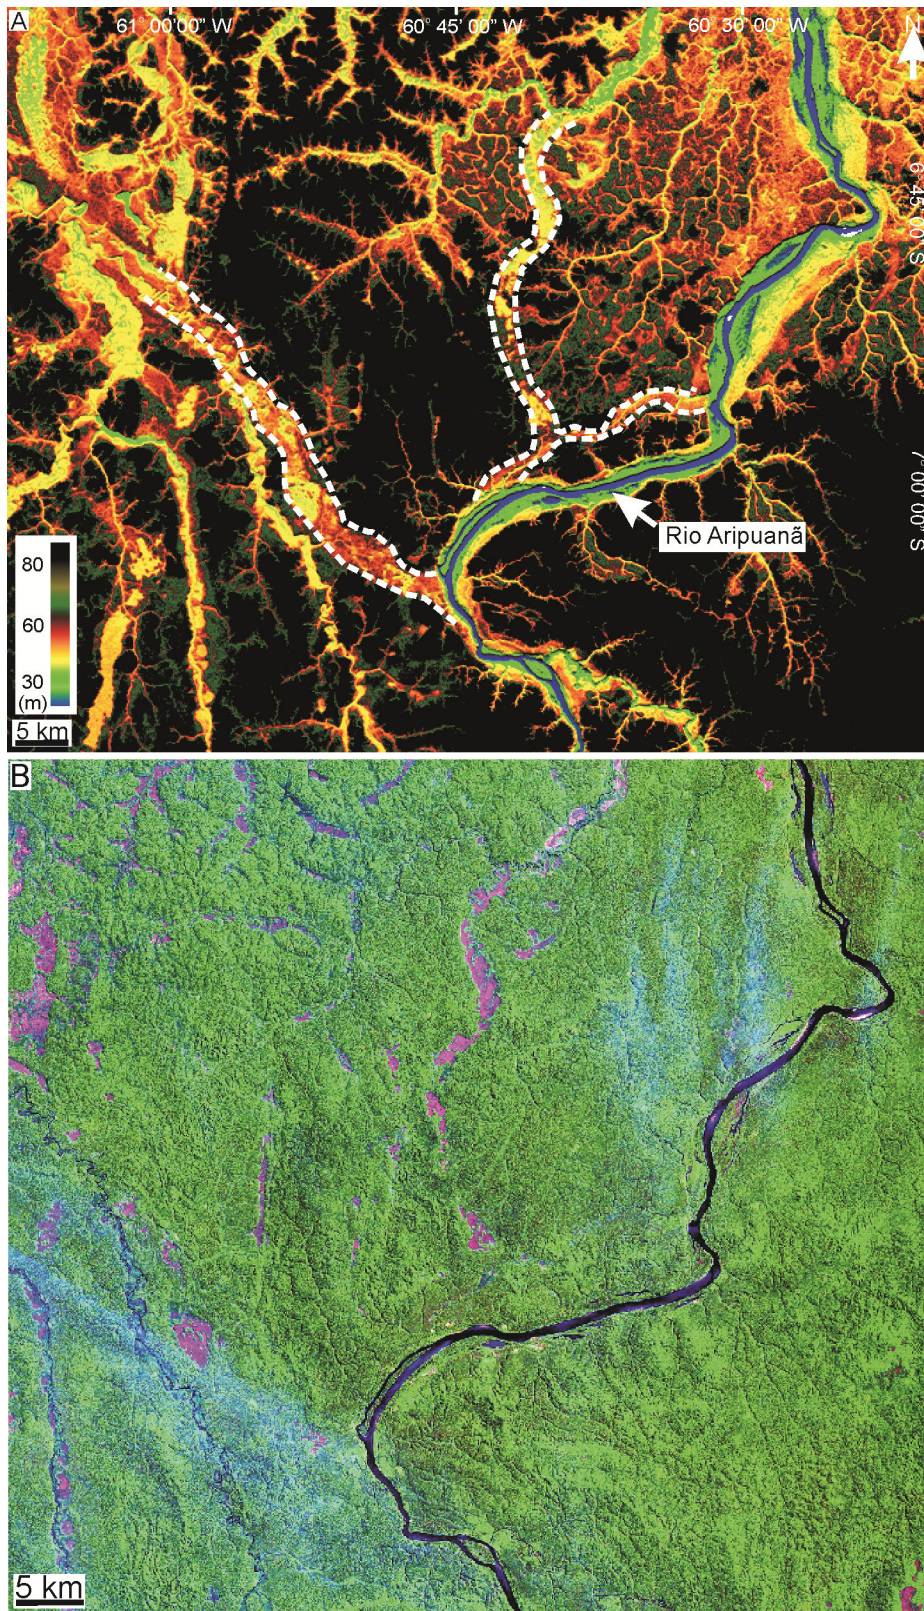 A
61° 00'00" W
60° 45'00" W
60° 30'00" W
N
6° 45' 00" S
7° 00' 00" S
Rio Aripuanã
80
60
30
(m)
5 km
B
5 km